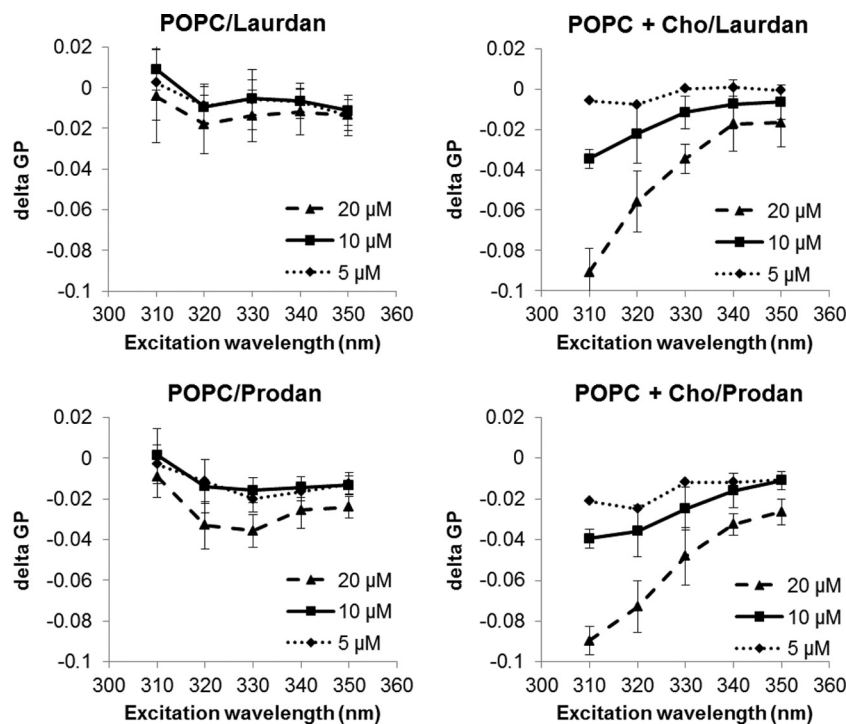 POPC/Laurdan
0.02
0
-0.02
-0.04
-0.06
-0.08
-0.1
delta GP
20 µM
10 µM
5 µM
300 310 320 330 340 350 360
Excitation wavelength (nm)
POPC + Cho/Laurdan
0.02
0
-0.02
-0.04
-0.06
-0.08
-0.1
delta GP
20 µM
10 µM
5 µM
300 310 320 330 340 350 360
Excitation wavelength (nm)
POPC/Prodan
0.02
0
-0.02
-0.04
-0.06
-0.08
-0.1
delta GP
20 µM
10 µM
5 µM
300 310 320 330 340 350 360
Excitation wavelength (nm)
POPC + Cho/Prodan
0.02
0
-0.02
-0.04
-0.06
-0.08
-0.1
delta GP
20 µM
10 µM
5 µM
300 310 320 330 340 350 360
Excitation wavelength (nm)